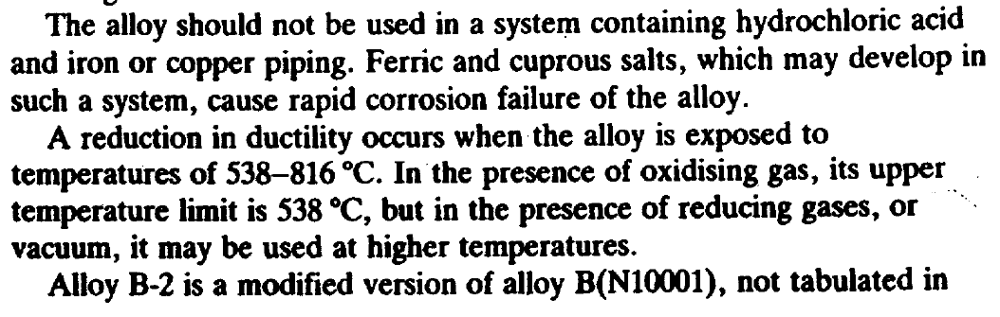 The alloy should not be used in a system containing hydrochloric acid
and iron or copper piping. Ferric and cuprous salts, which may develop in
such a system, cause rapid corrosion failure of the alloy.
A reduction in ductility occurs when the alloy is exposed to
temperatures of 538–816 °C. In the presence of oxidising gas, its upper
temperature limit is 538 °C, but in the presence of reducing gases, or
vacuum, it may be used at higher temperatures.
Alloy B-2 is a modified version of alloy B(N10001), not tabulated in